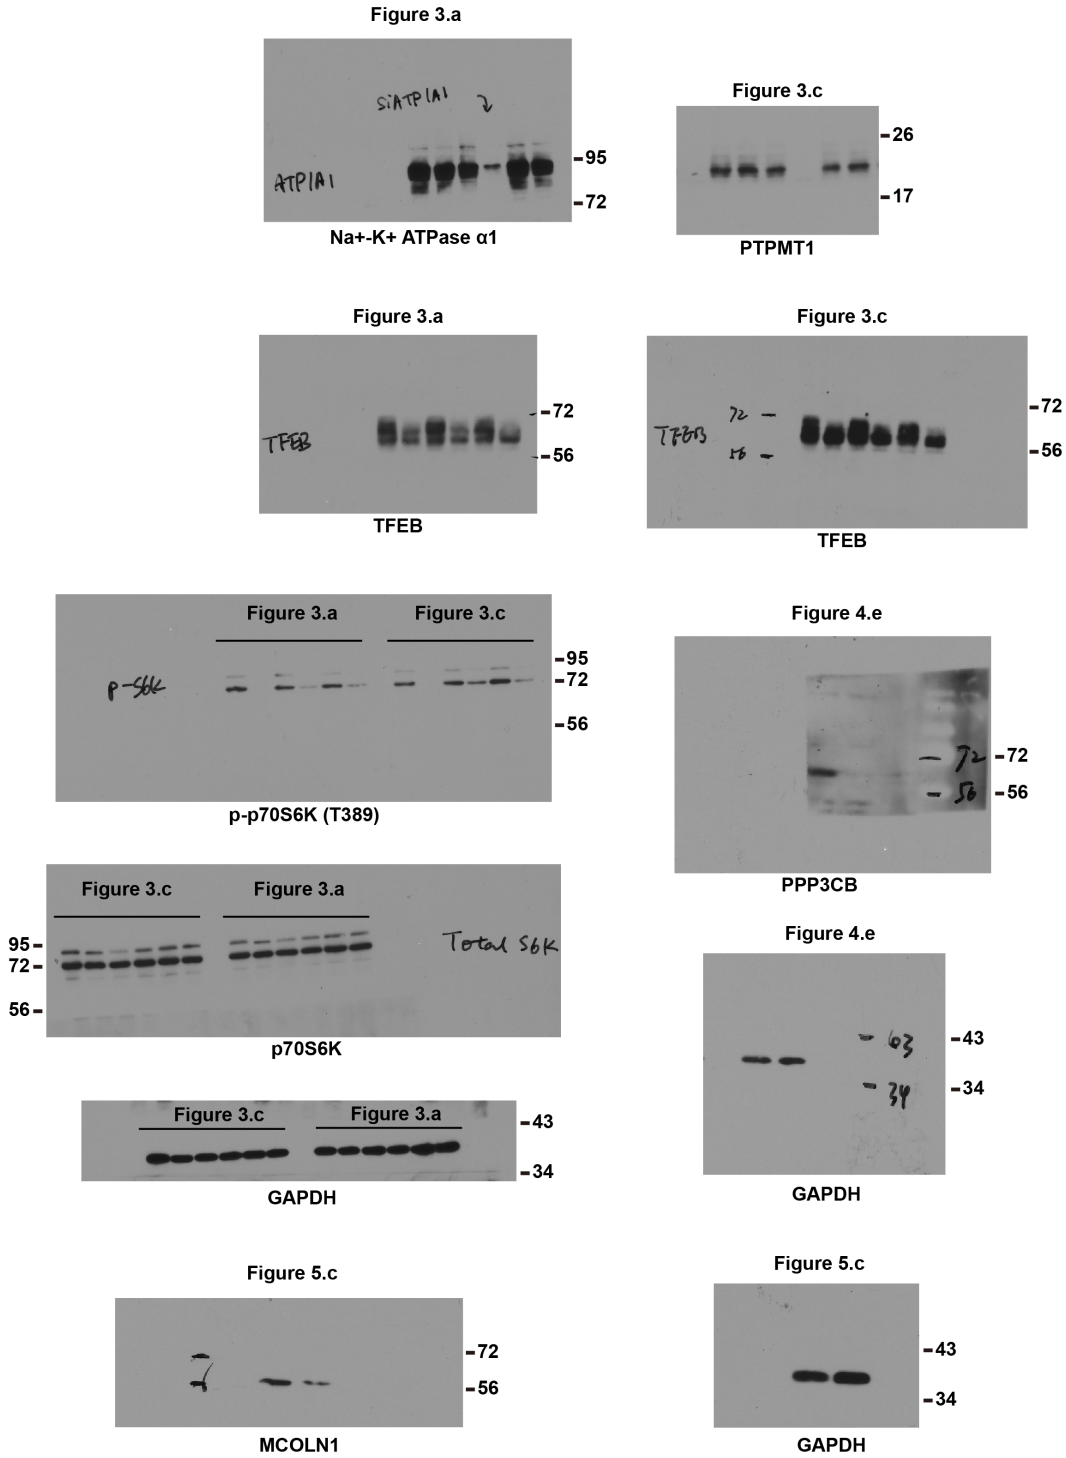 Figure 3.a
SiATP1A1
ATP1A1
95
72
Na+-K+ ATPase α1
Figure 3.c
26
17
PTPMT1
Figure 3.a
TFEB
72
56
TFEB
Figure 3.c
TFEB
72
56
72
56
TFEB
Figure 3.a
Figure 3.c
p-S6K
95
72
56
p-p70S6K (T389)
Figure 4.e
72
56
72
56
PPP3CB
Figure 3.c
Figure 3.a
Total S6K
95
72
56
p70S6K
Figure 4.e
34
43
34
GAPDH
Figure 3.c
Figure 3.a
43
34
GAPDH
Figure 5.c
72
56
MCOLN1
Figure 5.c
43
34
GAPDH